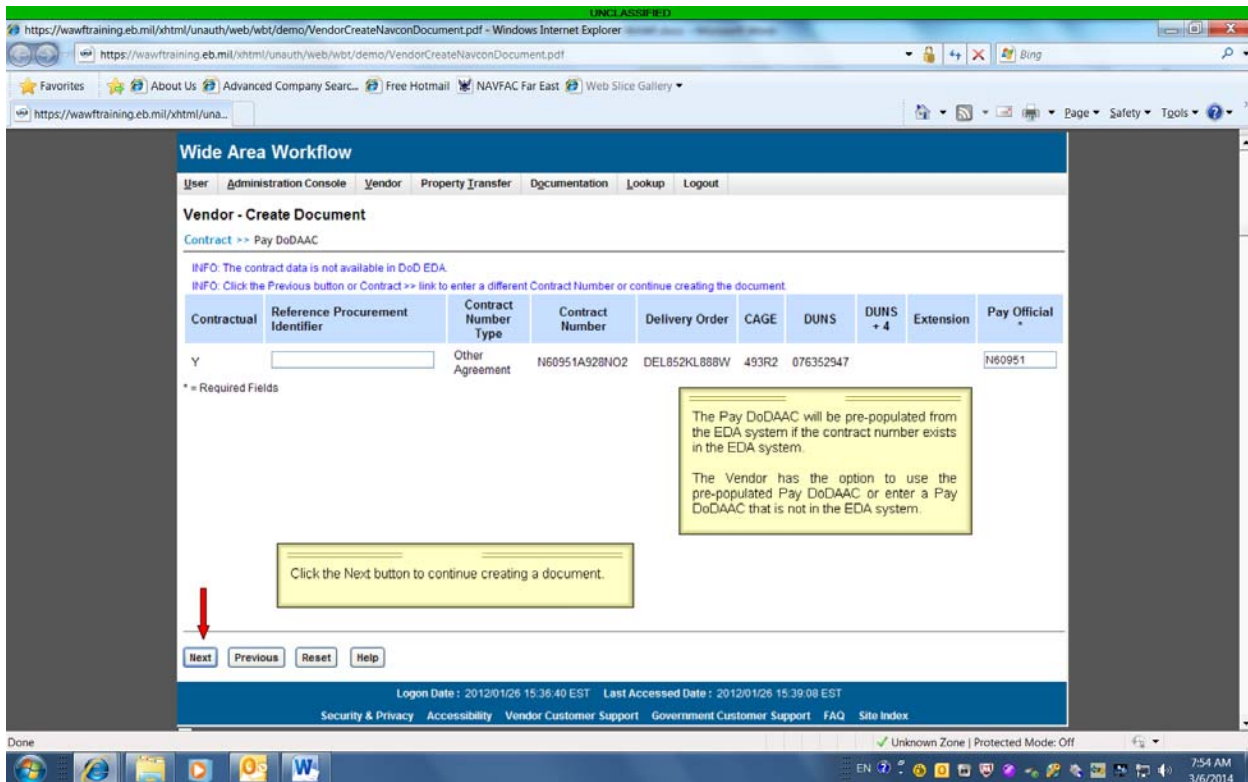 UNCLASSIFIED
https://wawftraining.eb.mil/xhtml/unauth/web/wbt/demo/VendorCreateNavconDocument.pdf - Windows Internet Explorer
https://wawftraining.eb.mil/xhtml/unauth/web/wbt/demo/VendorCreateNavconDocument.pdf
Bing
Favorites
About Us
Advanced Company Searc...
Free Hotmail
NAVFAC Far East
Web Slice Gallery
https://wawftraining.eb.mil/xhtml/una...
Page
Safety
Tools
Wide Area Workflow
User Administration Console Vendor Property Transfer Documentation Lookup Logout
Vendor - Create Document
Contract >> Pay DoDAAC
INFO: The contract data is not available in DoD EDA.
INFO: Click the Previous button or Contract >> link to enter a different Contract Number or continue creating the document.
Contractual
Reference Procurement
Identifier
Contract
Number
Type
Contract
Number
Delivery Order
CAGE
DUNS
DUNS
+ 4
Extension
Pay Official
*
Y
Other
Agreement
N60951A928NO2
DEL852KL888W
493R2
076352947
N60951
* = Required Fields
The Pay DoDAAC will be pre-populated from
the EDA system if the contract number exists
in the EDA system.
The Vendor has the option to use the
pre-populated Pay DoDAAC or enter a Pay
DoDAAC that is not in the EDA system.
Click the Next button to continue creating a document.
Next Previous Reset Help
Logon Date : 2012/01/26 15:36:40 EST Last Accessed Date : 2012/01/26 15:39:08 EST
Security & Privacy Accessibility Vendor Customer Support Government Customer Support FAQ Site Index
Done
Unknown Zone | Protected Mode: Off
EN
7:54 AM
3/6/2014